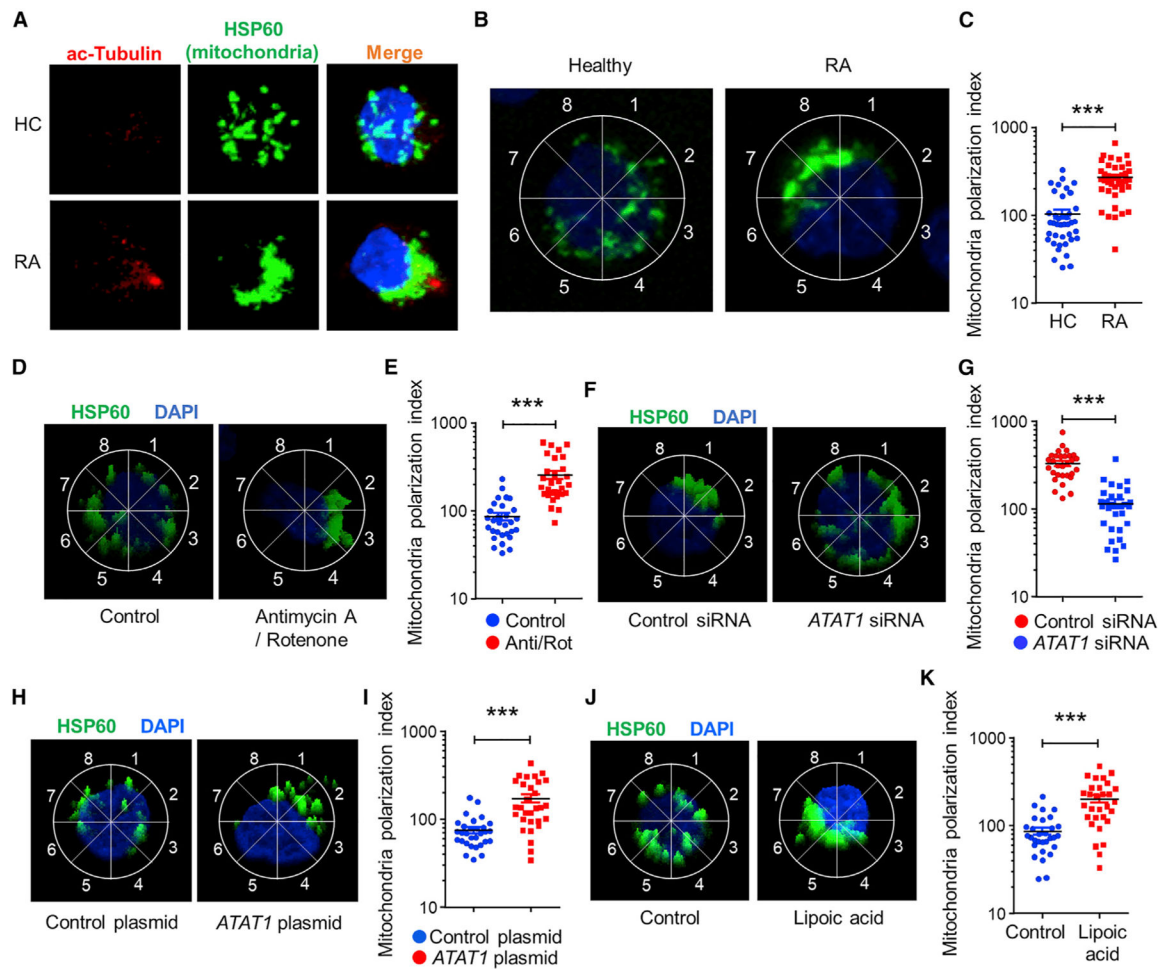 A
ac-Tubulin
HSP60
(mitochondria)
Merge
HC
RA
B
Healthy
RA
8 1
7 2
6 3
5 4
8 1
7 2
6 3
5 4
C
***
Mitochondria polarization index
1000
100
10
HC RA
D
HSP60 DAPI
8 1
7 2
6 3
5 4
8 1
7 2
6 3
5 4
Control
Antimycin A
/ Rotenone
E
***
Mitochondria polarization index
1000
100
10
Control
Anti/Rot
F
HSP60 DAPI
8 1
7 2
6 3
5 4
8 1
7 2
6 3
5 4
Control siRNA
ATAT1 siRNA
G
***
Mitochondria polarization index
1000
100
10
Control siRNA
ATAT1 siRNA
H
HSP60 DAPI
8 1
7 2
6 3
5 4
8 1
7 2
6 3
5 4
Control plasmid
ATAT1 plasmid
I
***
Mitochondria polarization index
1000
100
10
Control plasmid
ATAT1 plasmid
J
HSP60 DAPI
8 1
7 2
6 3
5 4
8 1
7 2
6 3
5 4
Control
Lipoic acid
K
***
Mitochondria polarization index
1000
100
10
Control Lipoic
acid